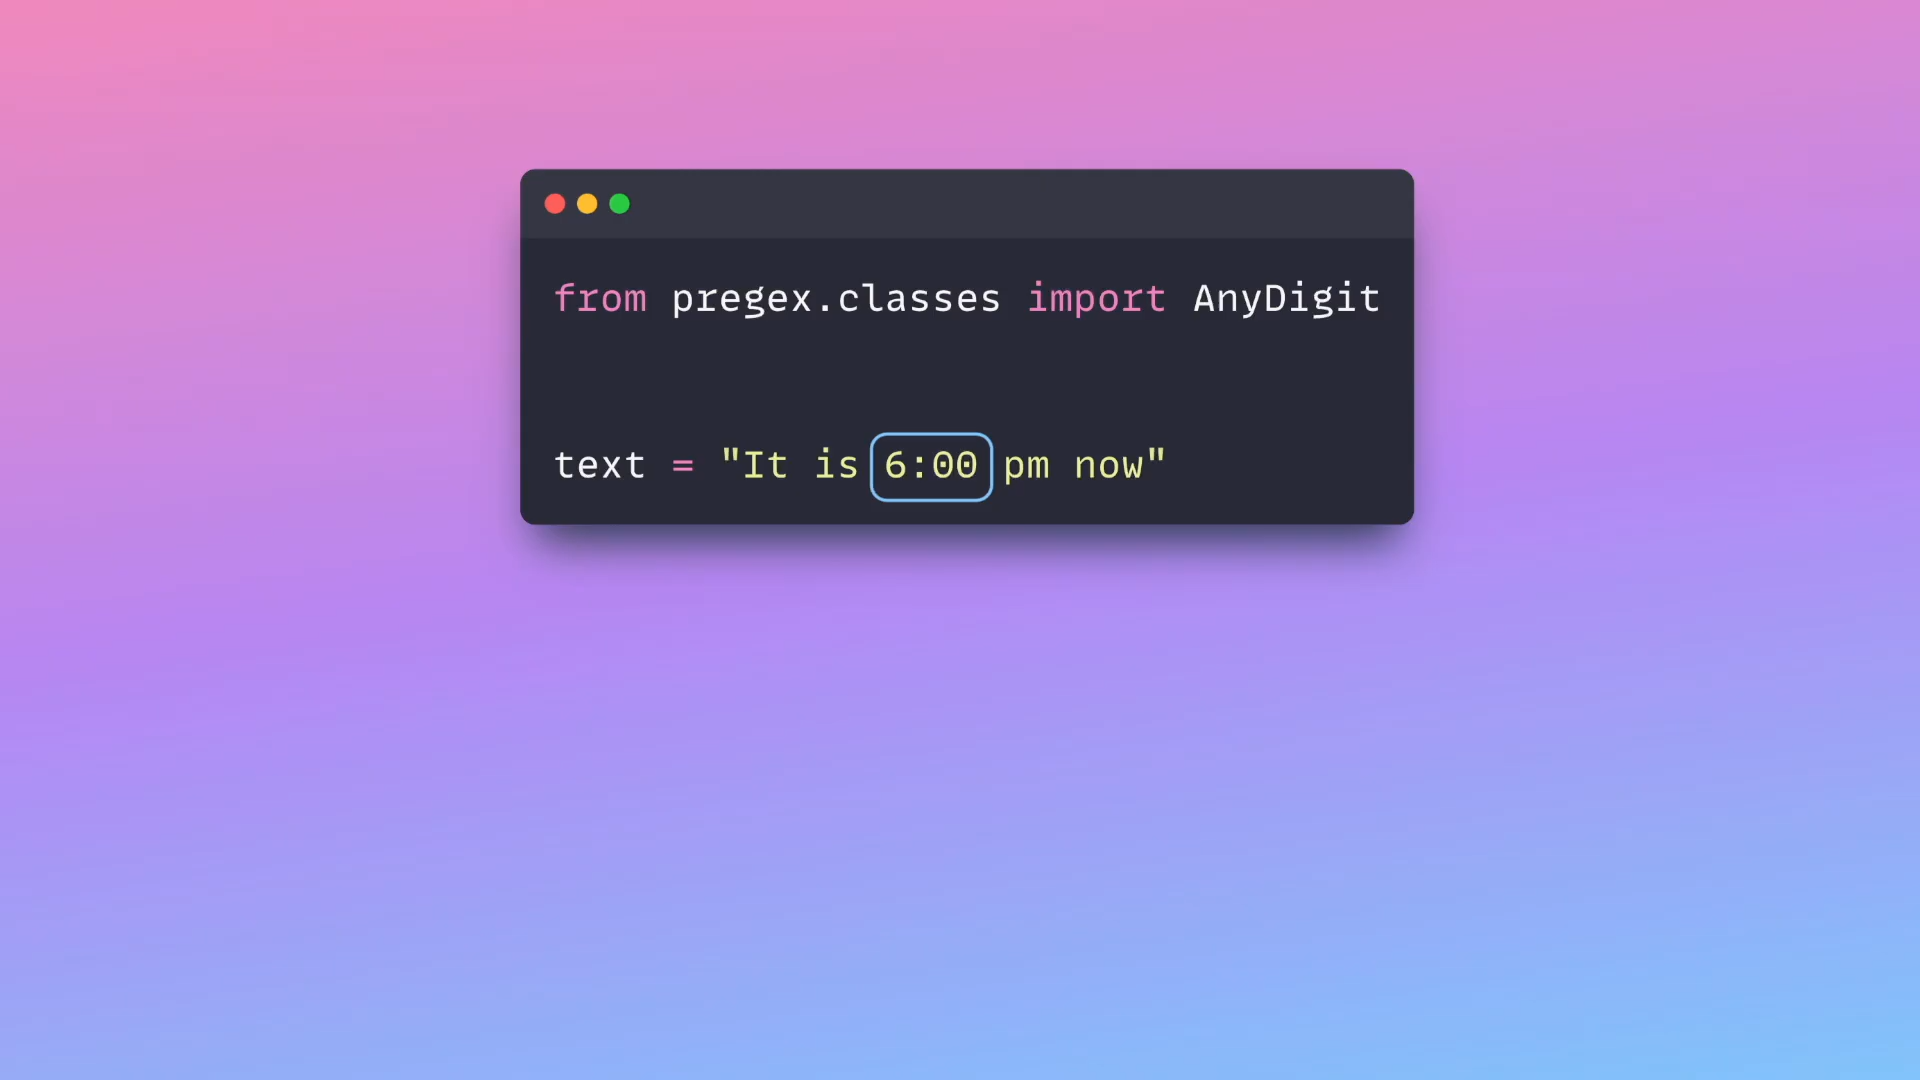 from pregex.classes import AnyDigit
text = "It is 6:00 pm now"